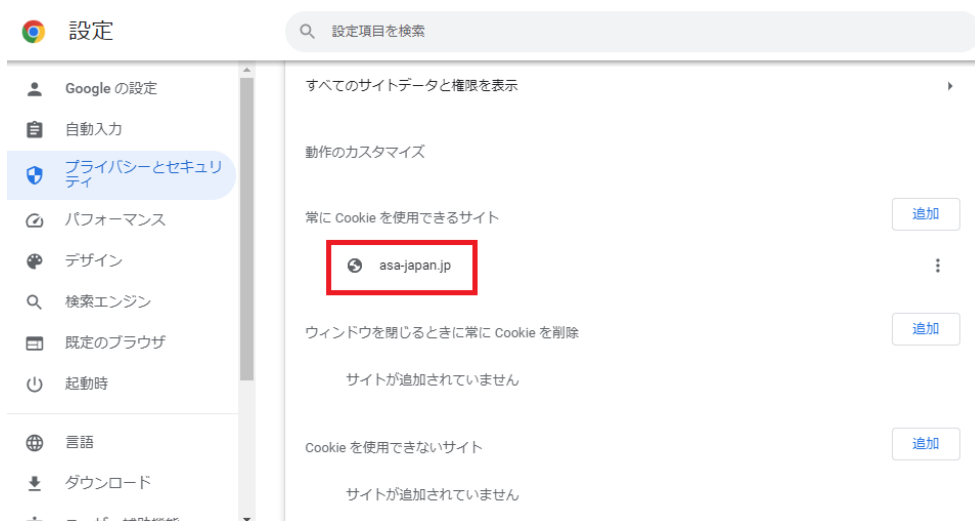 設定
設定項目を検索
Google の設定
自動入力
プライバシーとセキュリ
ティ
パフォーマンス
デザイン
検索エンジン
既定のブラウザ
起動時
言語
ダウンロード
すべてのサイトデータと権限を表示
動作のカスタマイズ
常に Cookie を使用できるサイト
追加
asa-japan.jp
ウィンドウを閉じるときに常に Cookie を削除
追加
サイトが追加されていません
Cookie を使用できないサイト
追加
サイトが追加されていません